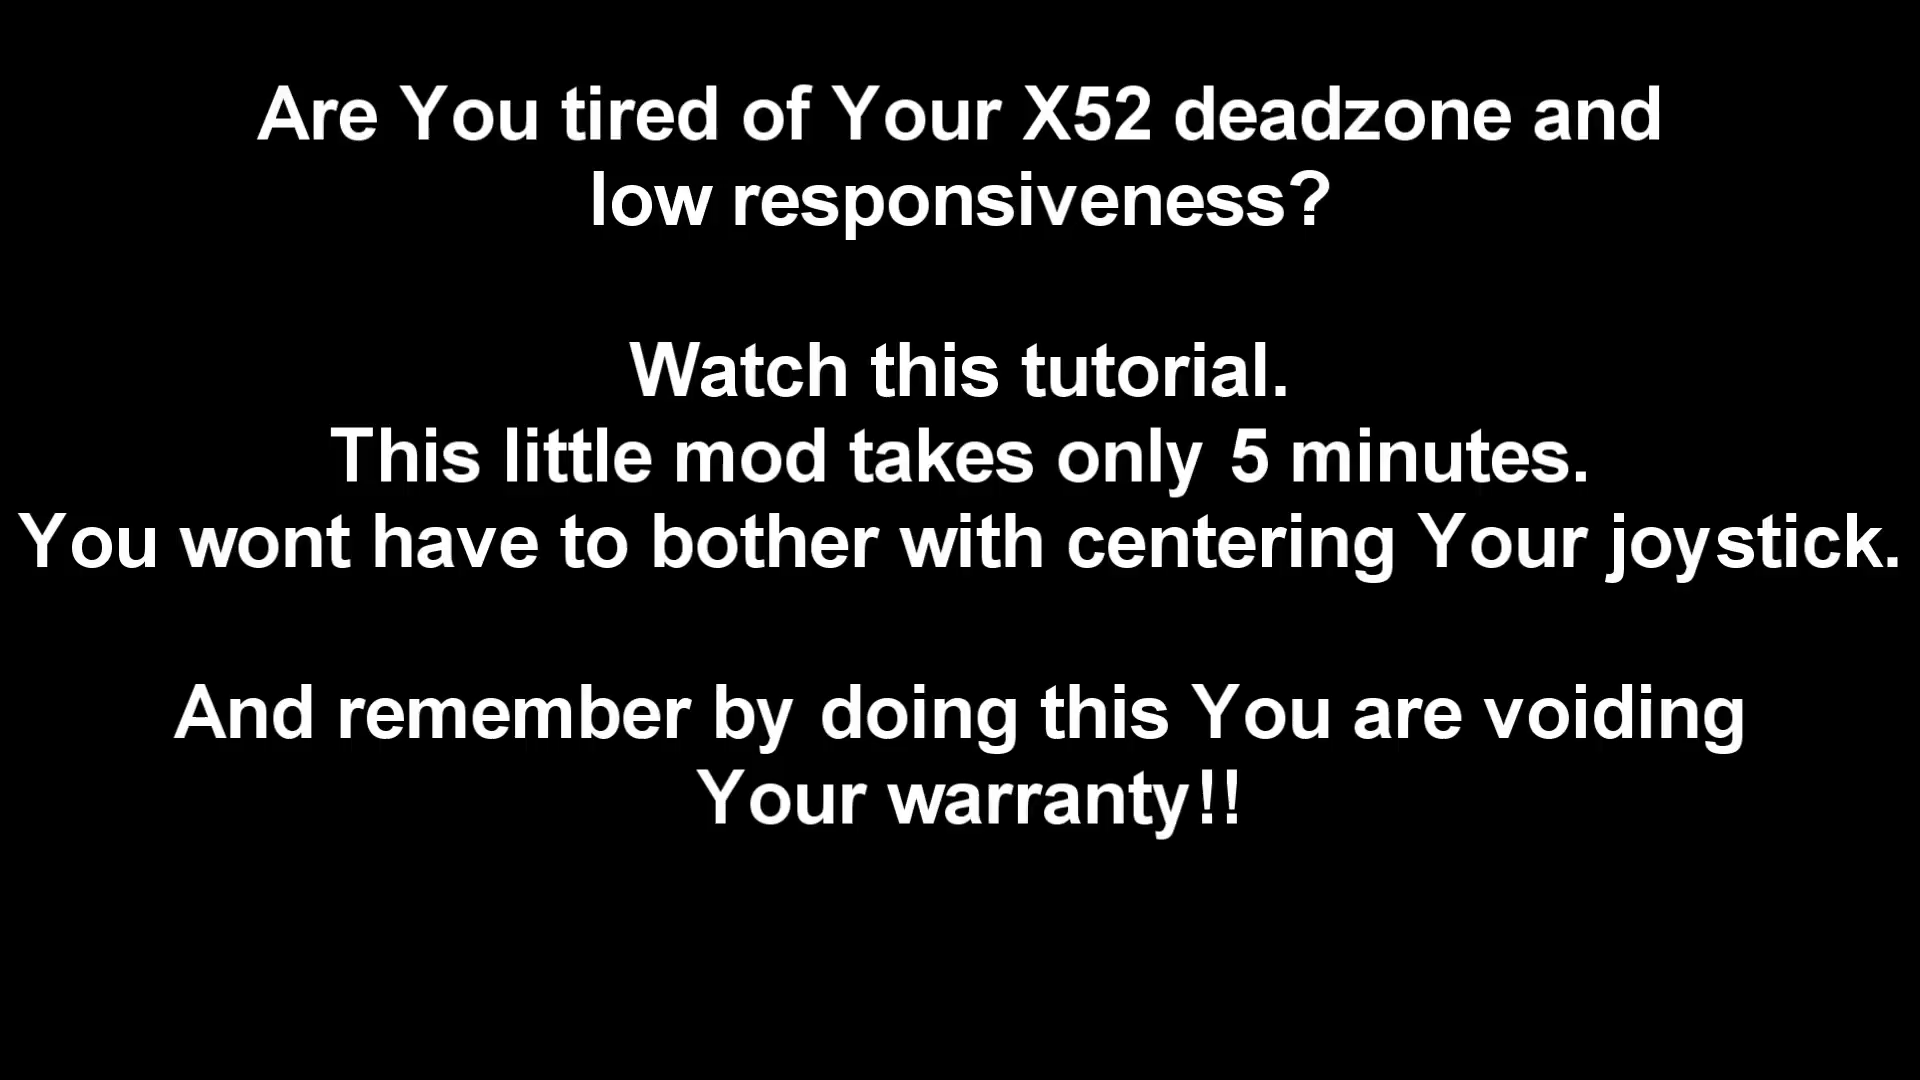 Are You tired of Your X52 deadzone and
low responsiveness?
Watch this tutorial.
This little mod takes only 5 minutes.
You wont have to bother with centering Your joystick.
And remember by doing this You are voiding
Your warranty!!